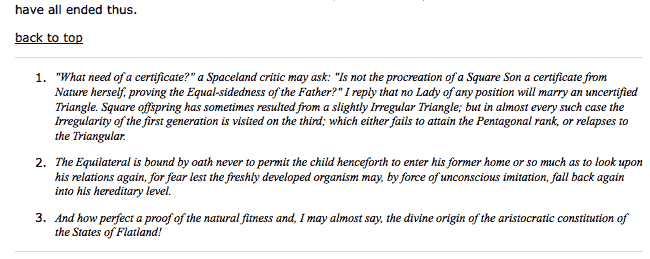 have all ended thus.
back to top
1. "What need of a certificate?" a Spaceland critic may ask: "Is not the procreation of a Square Son a certificate from
Nature herself, proving the Equal-sidedness of the Father?" I reply that no Lady of any position will marry an uncertified
Triangle. Square offspring has sometimes resulted from a slightly Irregular Triangle; but in almost every such case the
Irregularity of the first generation is visited on the third; which either fails to attain the Pentagonal rank, or relapses to
the Triangular.
2. The Equilateral is bound by oath never to permit the child henceforth to enter his former home or so much as to look upon
his relations again, for fear lest the freshly developed organism may, by force of unconscious imitation, fall back again
into his hereditary level.
3. And how perfect a proof of the natural fitness and, I may almost say, the divine origin of the aristocratic constitution of
the States of Flatland!